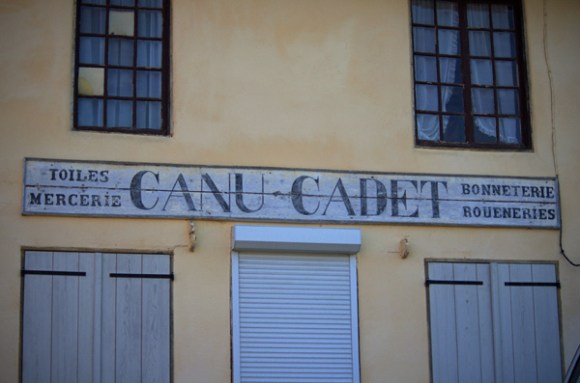 TOILES
MERCERIE
CANU-CADET
BONNETERIE
ROUENERIES